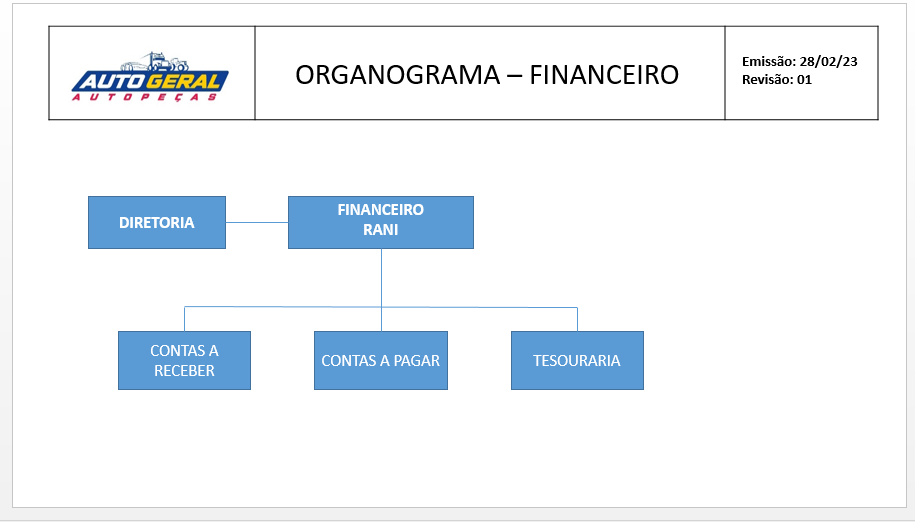 AUTO GERAL
AUTOPEÇAS
ORGANOGRAMA – FINANCEIRO
Emissão: 28/02/23
Revisão: 01
DIRETORIA
FINANCEIRO
RANI
CONTAS A
RECEBER
CONTAS A PAGAR
TESOURARIA